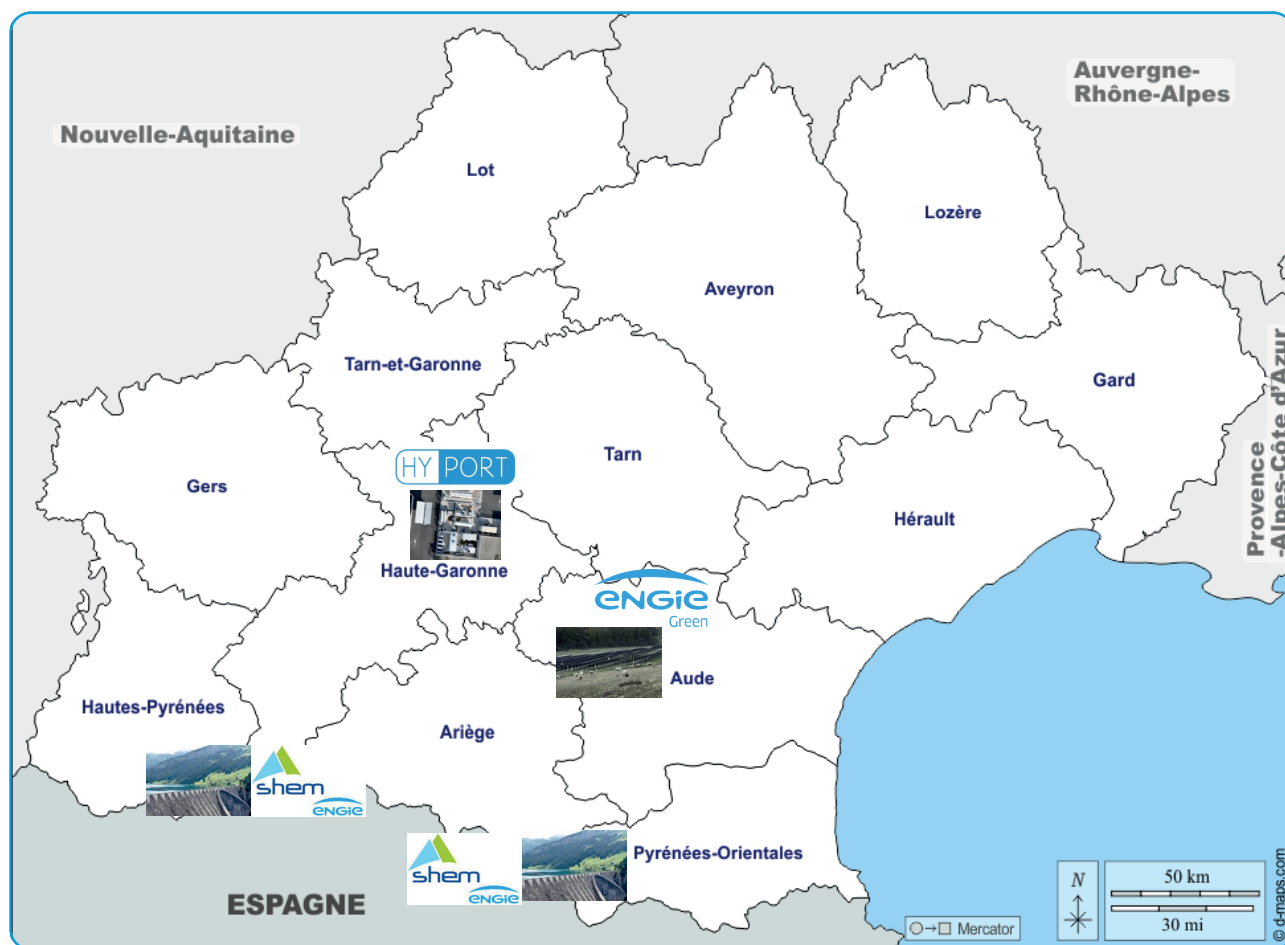 Auvergne-
Rhône-Alpes
Nouvelle-Aquitaine
Lot
Lozère
Aveyron
Tarn-et-Garonne
Gard
Provence
-Alpes-Côte d'Azur
HY PORT
Tarn
Gers
Hérault
Haute-Garonne
ENGIE
Green
Aude
Hautes-Pyrénées
Ariège
shem
ENGIE
shem
ENGIE
Pyrénées-Orientales
ESPAGNE
N
50 km
30 mi
Mercator
© d-maps.com